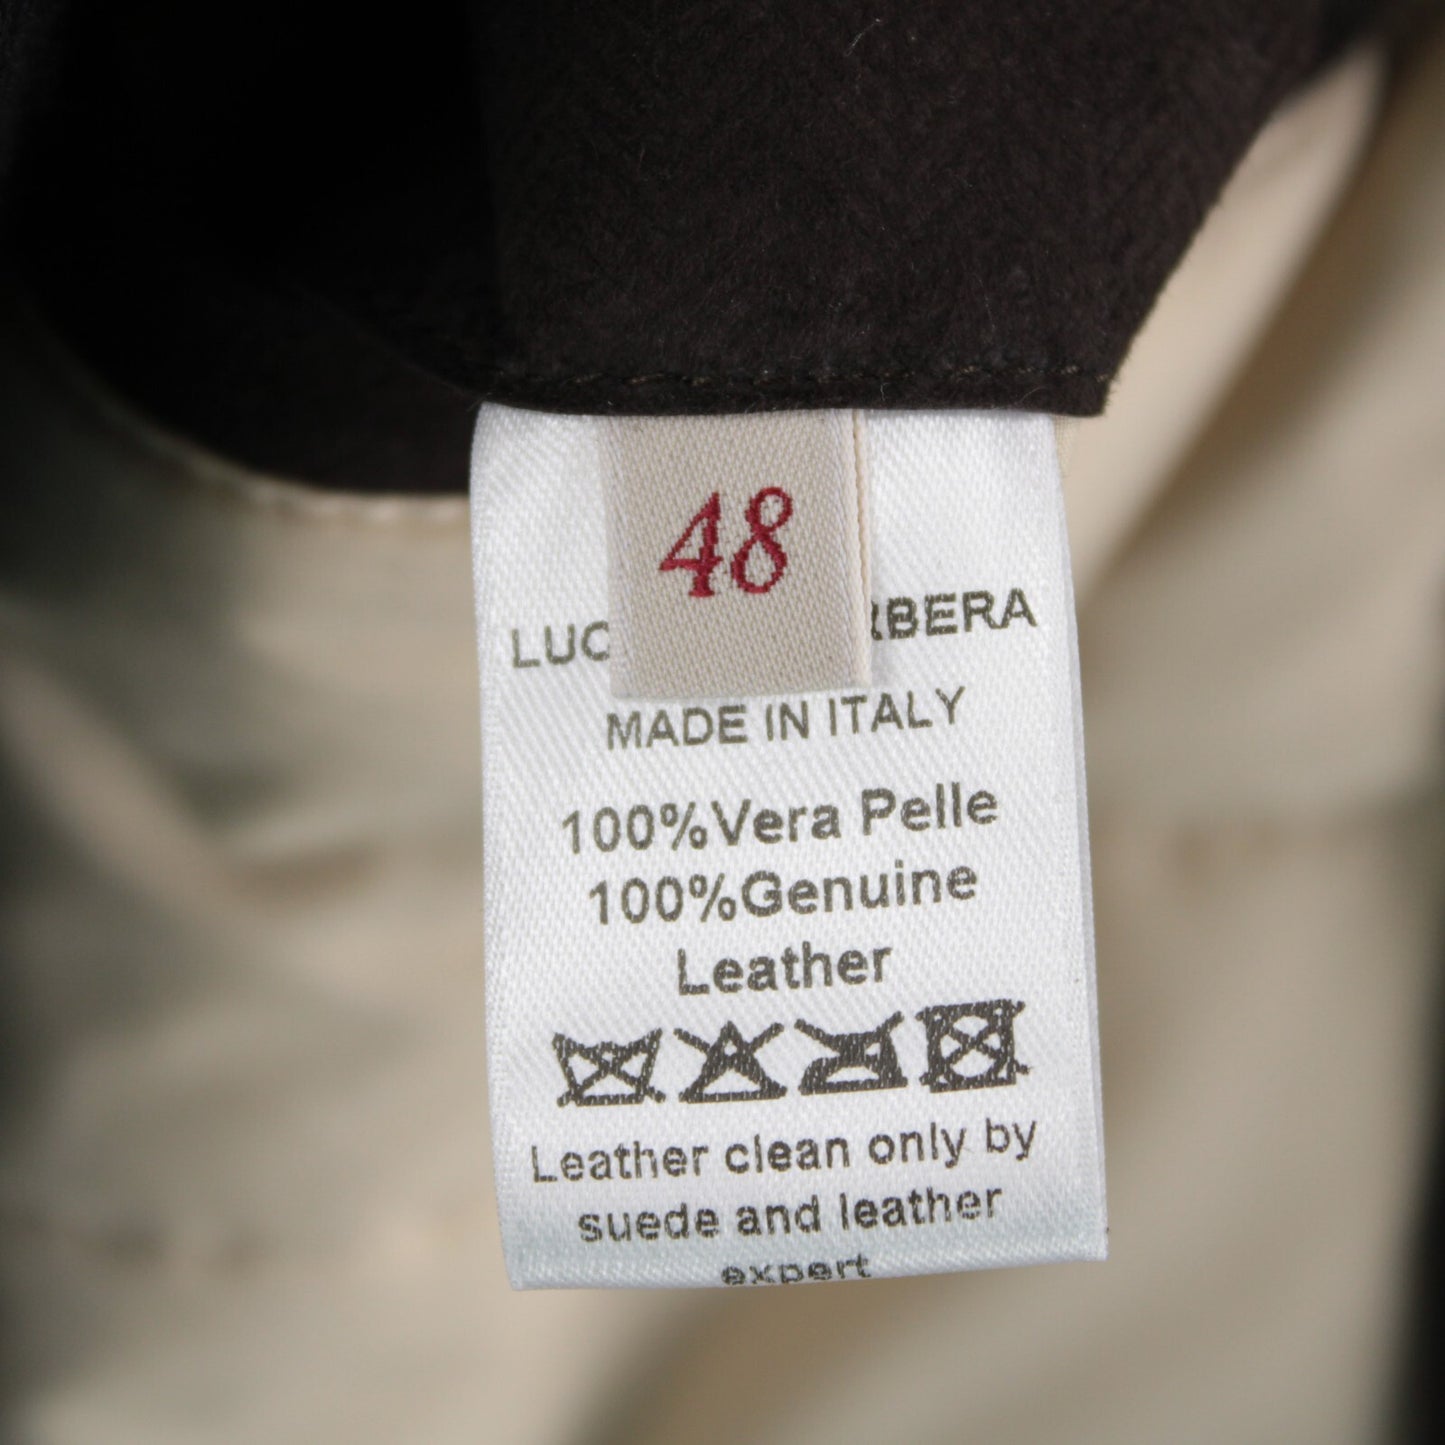 48
MADE IN ITALY
100%Vera Pelle
100%Genuine
Leather
Leather clean only by
suede and leather
expert